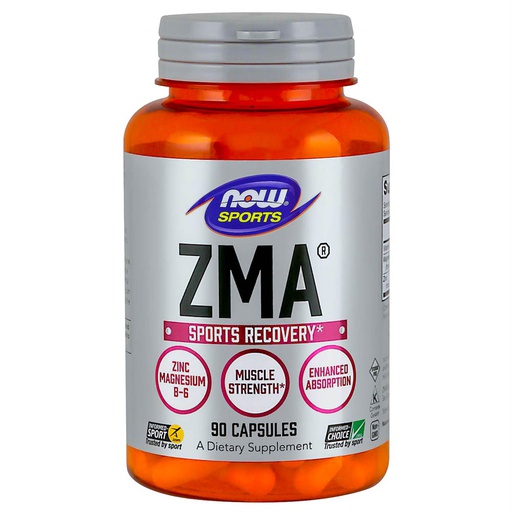 NOW
SPORTS
ZMA®
SPORTS RECOVERY*
ZINC
MAGNESIUM
B-6
MUSCLE
STRENGTH*
ENHANCED
ABSORPTION
INFORMED
SPORT
Trusted by sport
90 CAPSULES
A Dietary Supplement
INFORMED
CHOICE
Trusted by sport